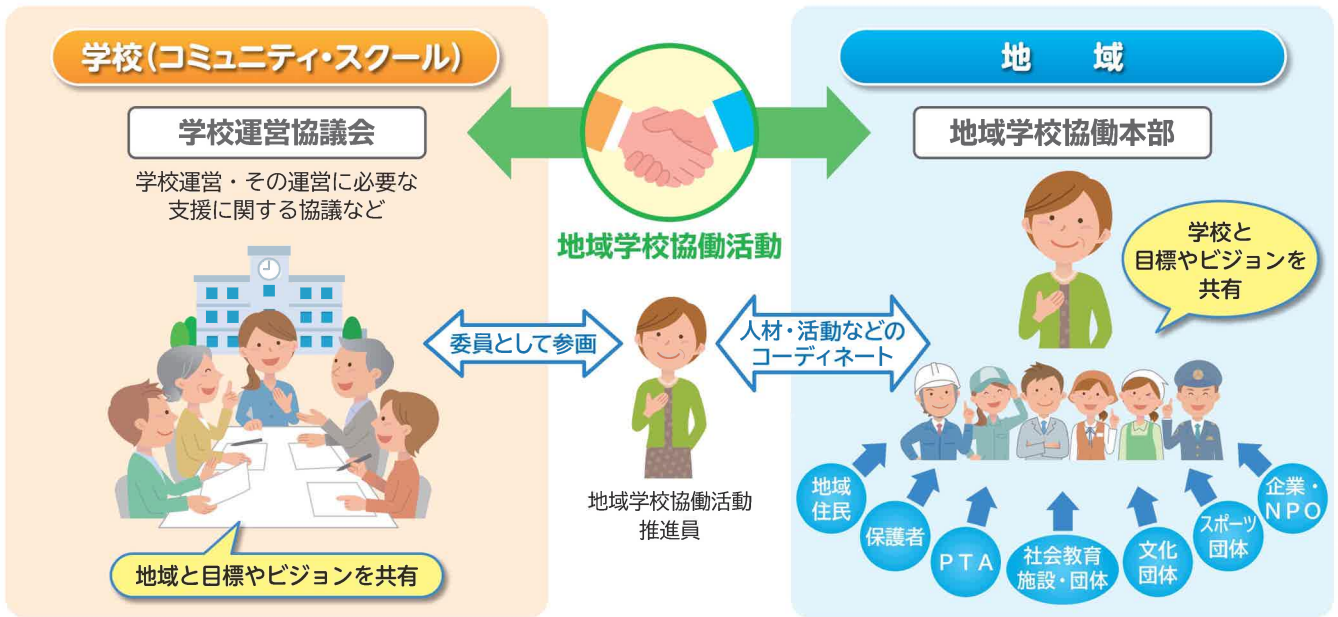 学校(コミュニティ・スクール)
学校運営協議会
学校運営・その運営に必要な
支援に関する協議など
地域と目標やビジョンを共有
地域学校協働活動
委員として参画
人材・活動などの
コーディネート
地域学校協働活動
推進員
地　域
地域学校協働本部
学校と
目標やビジョンを
共有
地域
住民
保護者
PTA
社会教育
施設・団体
文化
団体
スポーツ
団体
企業・
NPO